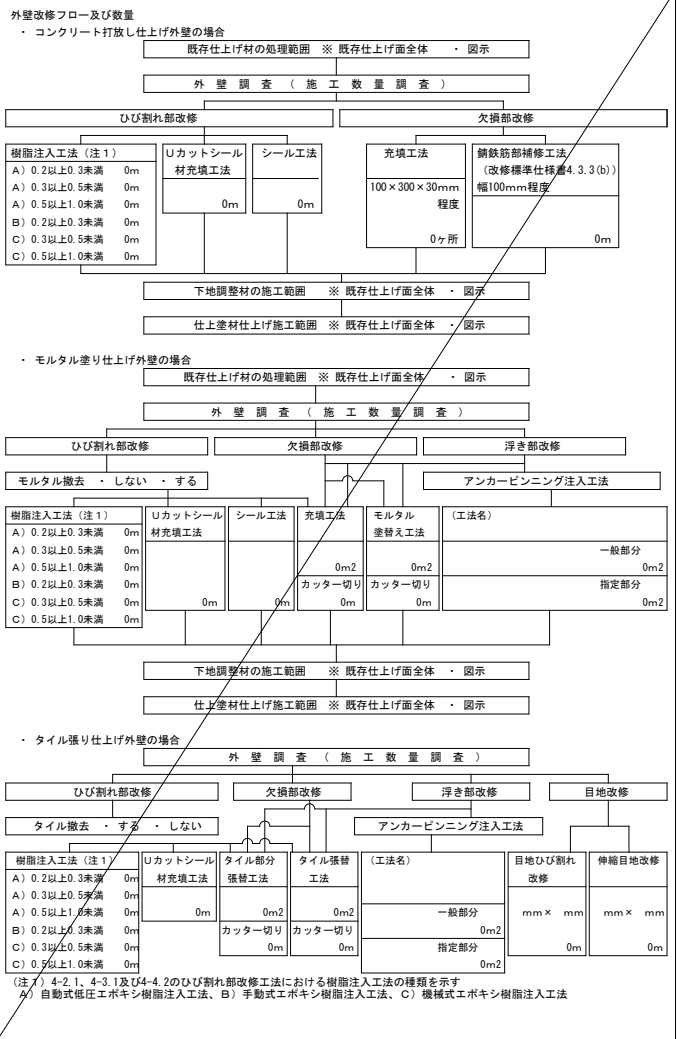 外壁改修フロー及び数量
・ コンクリート打放し仕上げ外壁の場合
既存仕上げ材の処理範囲 ※ 既存仕上げ面全体 ・ 図示
外 壁 調 査 ( 施 工 数 量 調 査 )
ひび割れ部改修
欠損部改修
樹脂注入工法(注1)
A) 0.2以上0.3未満 0m
A) 0.3以上0.5未満 0m
A) 0.5以上1.0未満 0m
B) 0.2以上0.3未満 0m
C) 0.3以上0.5未満 0m
C) 0.5以上1.0未満 0m
Uカットシール
材充填工法
0m
シール工法
0m
充填工法
100×300×30mm
程度
0ヶ所
錆鉄筋部補修工法
(改修標準仕様書4.3.3(b))
幅100mm程度
0m
下地調整材の施工範囲 ※ 既存仕上げ面全体 ・ 図示
仕上塗材仕上げ施工範囲 ※ 既存仕上げ面全体 ・ 図示
・ モルタル塗り仕上げ外壁の場合
既存仕上げ材の処理範囲 ※ 既存仕上げ面全体 ・ 図示
外 壁 調 査 ( 施 工 数 量 調 査 )
ひび割れ部改修
欠損部改修
浮き部改修
モルタル撤去 ・ しない ・ する
アンカーピンニング注入工法
樹脂注入工法(注1)
A) 0.2以上0.3未満 0m
A) 0.3以上0.5未満 0m
A) 0.5以上1.0未満 0m
B) 0.2以上0.3未満 0m
C) 0.3以上0.5未満 0m
C) 0.5以上1.0未満 0m
Uカットシール
材充填工法
0m
シール工法
0m
充填工法
0m2
カッター切り
0m
モルタル
塗替え工法
0m2
カッター切り
0m
(工法名)
一般部分
0m2
指定部分
0m2
下地調整材の施工範囲 ※ 既存仕上げ面全体 ・ 図示
仕上塗材仕上げ施工範囲 ※ 既存仕上げ面全体 ・ 図示
・ タイル張り仕上げ外壁の場合
外 壁 調 査 ( 施 工 数 量 調 査 )
ひび割れ部改修
欠損部改修
浮き部改修
目地改修
タイル撤去 ・ する ・ しない
アンカーピンニング注入工法
樹脂注入工法(注1)
A) 0.2以上0.3未満 0m
A) 0.3以上0.5未満 0m
A) 0.5以上1.0未満 0m
B) 0.2以上0.3未満 0m
C) 0.3以上0.5未満 0m
C) 0.5以上1.0未満 0m
Uカットシール
材充填工法
0m
タイル部分
張替工法
0m2
カッター切り
0m
タイル張替
工法
0m2
カッター切り
0m
(工法名)
一般部分
0m2
指定部分
0m2
目地ひび割れ
改修
mm× mm
0m
伸縮目地改修
mm× mm
0m
(注1)4-2.1、4-3.1及び4-4.2のひび割れ部改修工法における樹脂注入工法の種類を示す
A)自動式低圧エポキシ樹脂注入工法、B)手動式エポキシ樹脂注入工法、C)機械式エポキシ樹脂注入工法